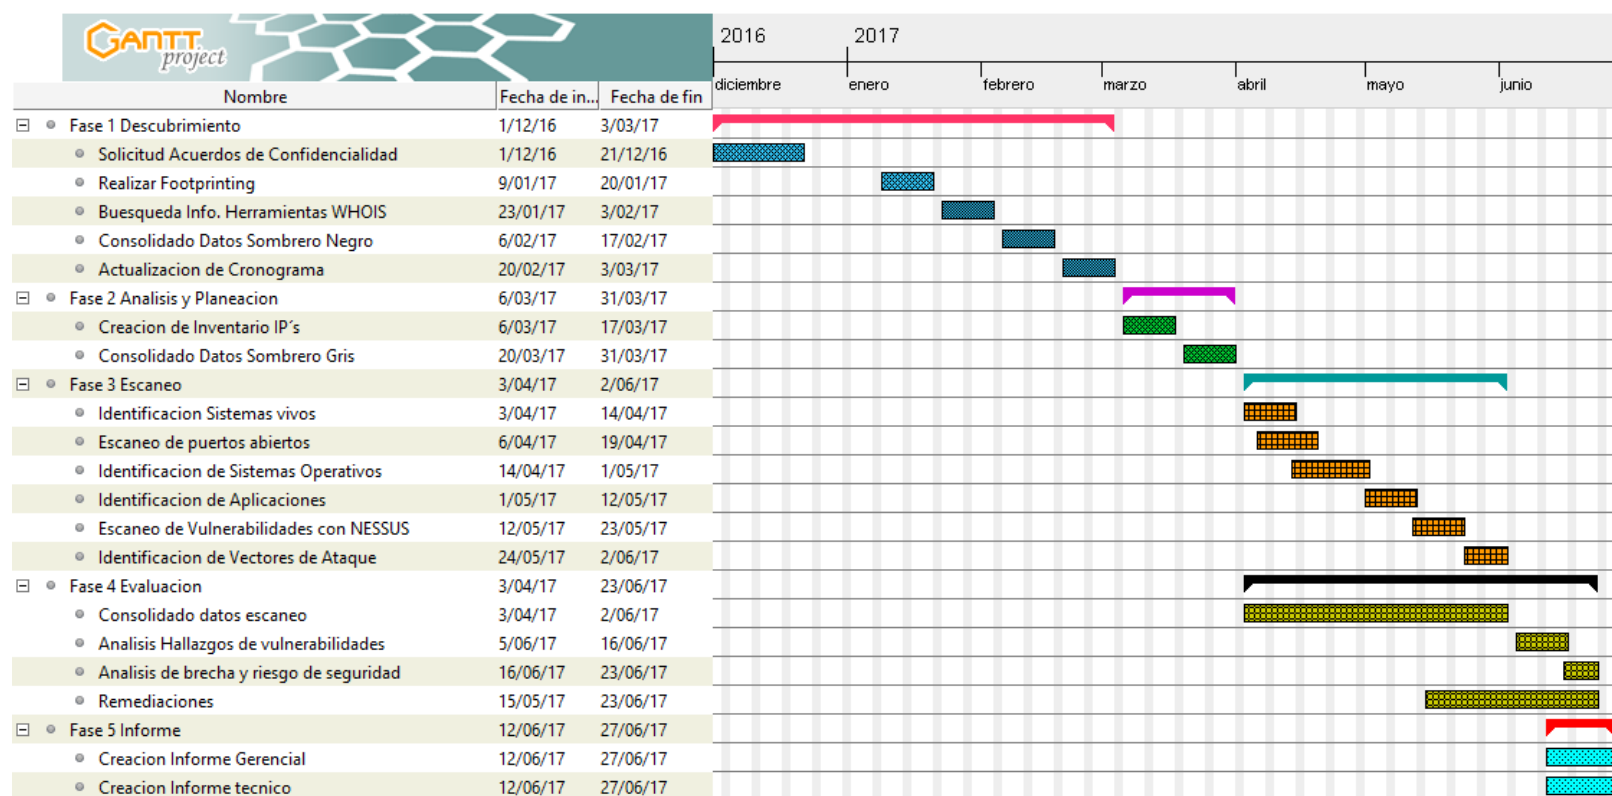 GANTT
project
2016 2017
diciembre enero febrero marzo abril mayo junio
Nombre Fecha de in... Fecha de fin
Fase 1 Descubrimiento 1/12/16 3/03/17
Solicitud Acuerdos de Confidencialidad 1/12/16 21/12/16
Realizar Footprinting 9/01/17 20/01/17
Buesqueda Info. Herramientas WHOIS 23/01/17 3/02/17
Consolidado Datos Sombrero Negro 6/02/17 17/02/17
Actualizacion de Cronograma 20/02/17 3/03/17
Fase 2 Analisis y Planeacion 6/03/17 31/03/17
Creacion de Inventario IP´s 6/03/17 17/03/17
Consolidado Datos Sombrero Gris 20/03/17 31/03/17
Fase 3 Escaneo 3/04/17 2/06/17
Identificacion Sistemas vivos 3/04/17 14/04/17
Escaneo de puertos abiertos 6/04/17 19/04/17
Identificacion de Sistemas Operativos 14/04/17 1/05/17
Identificacion de Aplicaciones 1/05/17 12/05/17
Escaneo de Vulnerabilidades con NESSUS 12/05/17 23/05/17
Identificacion de Vectores de Ataque 24/05/17 2/06/17
Fase 4 Evaluacion 3/04/17 23/06/17
Consolidado datos escaneo 3/04/17 2/06/17
Analisis Hallazgos de vulnerabilidades 5/06/17 16/06/17
Analisis de brecha y riesgo de seguridad 16/06/17 23/06/17
Remediaciones 15/05/17 23/06/17
Fase 5 Informe 12/06/17 27/06/17
Creacion Informe Gerencial 12/06/17 27/06/17
Creacion Informe tecnico 12/06/17 27/06/17